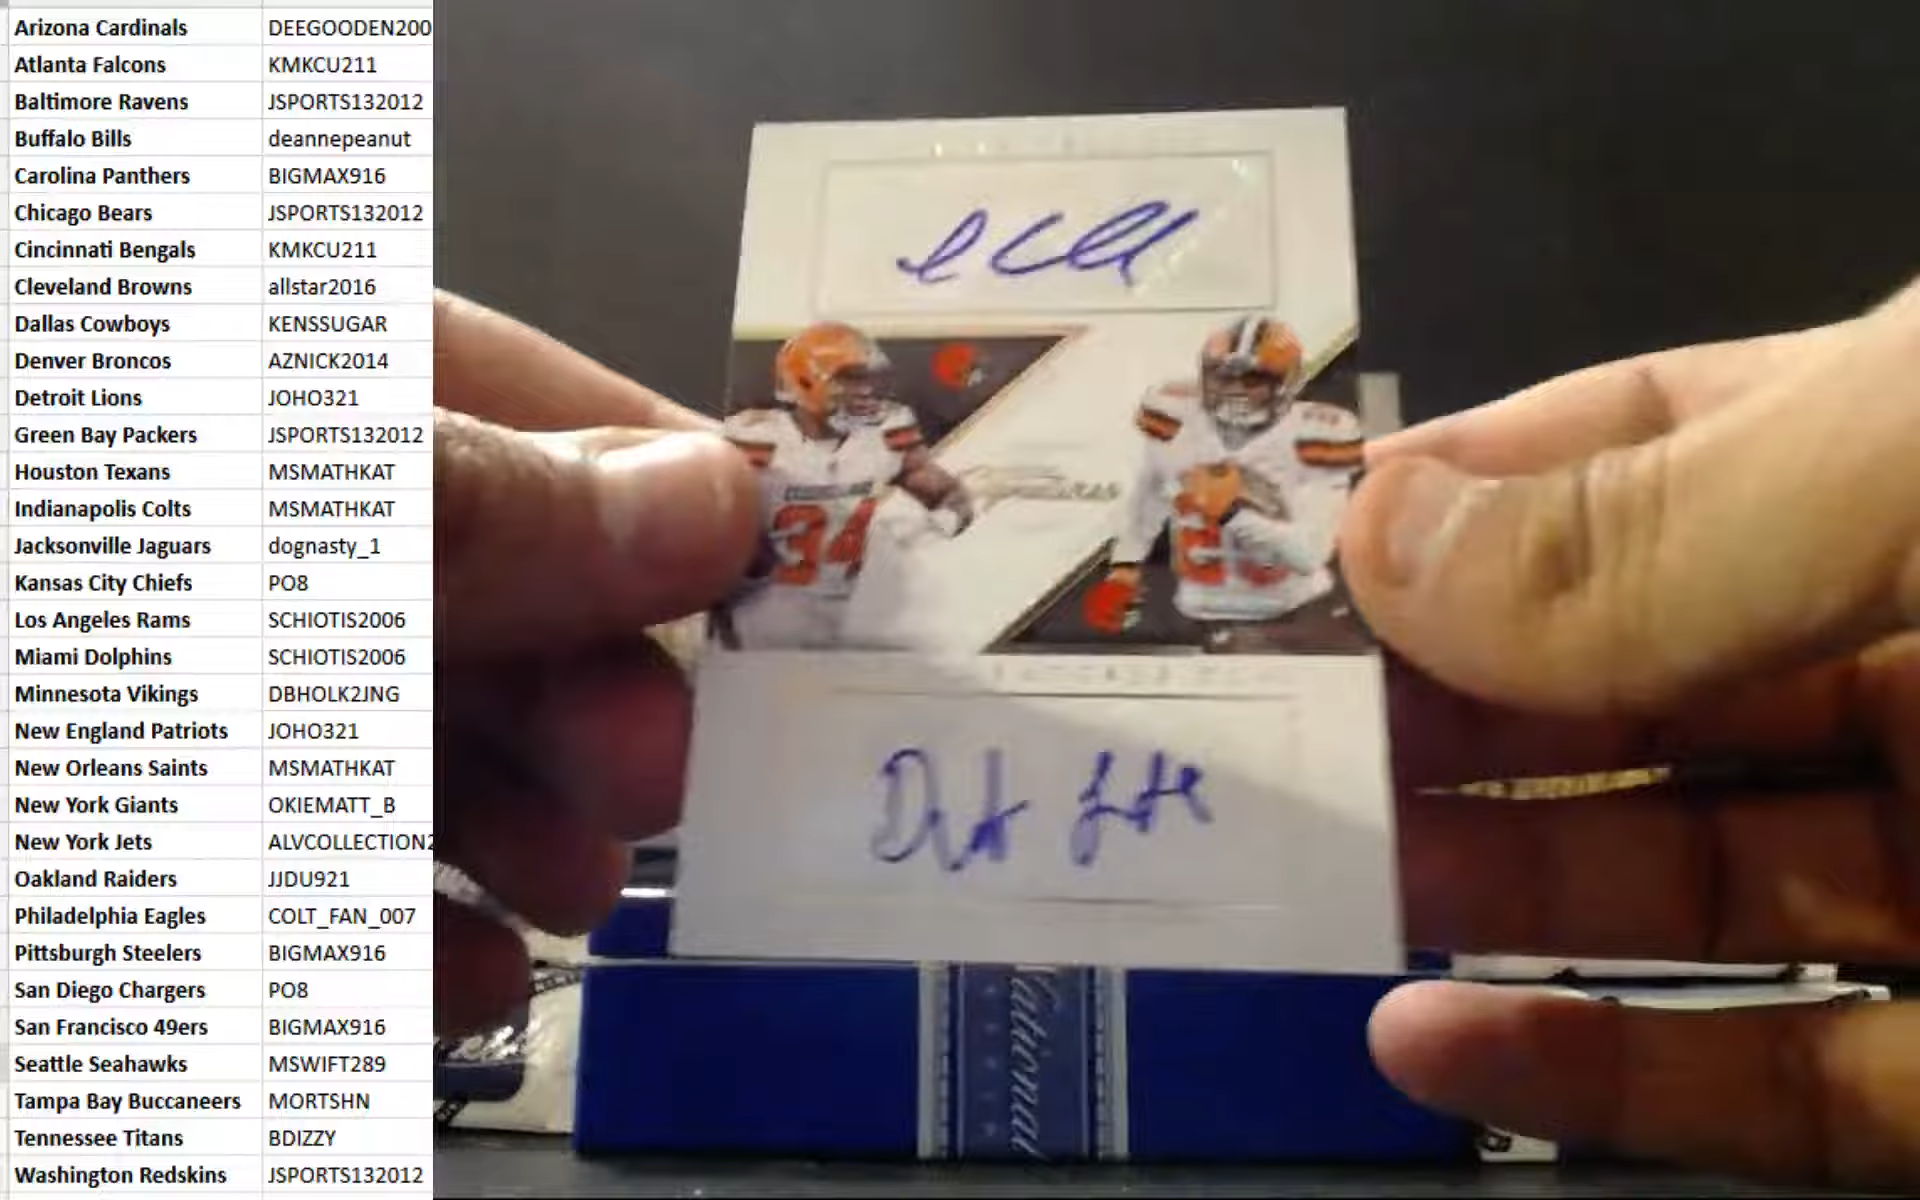 Arizona Cardinals DEEGOODEN200
Atlanta Falcons KMKCU211
Baltimore Ravens JSPORTS132012
Buffalo Bills deannepeanut
Carolina Panthers BIGMAX916
Chicago Bears JSPORTS132012
Cincinnati Bengals KMKCU211
Cleveland Browns allstar2016
Dallas Cowboys KENSSUGAR
Denver Broncos AZNICK2014
Detroit Lions JOHO321
Green Bay Packers JSPORTS132012
Houston Texans MSMATHKAT
Indianapolis Colts MSMATHKAT
Jacksonville Jaguars dognasty_1
Kansas City Chiefs PO8
Los Angeles Rams SCHIOTIS2006
Miami Dolphins SCHIOTIS2006
Minnesota Vikings DBHOLK2JNG
New England Patriots JOHO321
New Orleans Saints MSMATHKAT
New York Giants OKIEMATT_B
New York Jets ALVCOLLECTION2
Oakland Raiders JJDU921
Philadelphia Eagles COLT_FAN_007
Pittsburgh Steelers BIGMAX916
San Diego Chargers PO8
San Francisco 49ers BIGMAX916
Seattle Seahawks MSWIFT289
Tampa Bay Buccaneers MORTSHN
Tennessee Titans BDIZZY
Washington Redskins JSPORTS132012
34
National